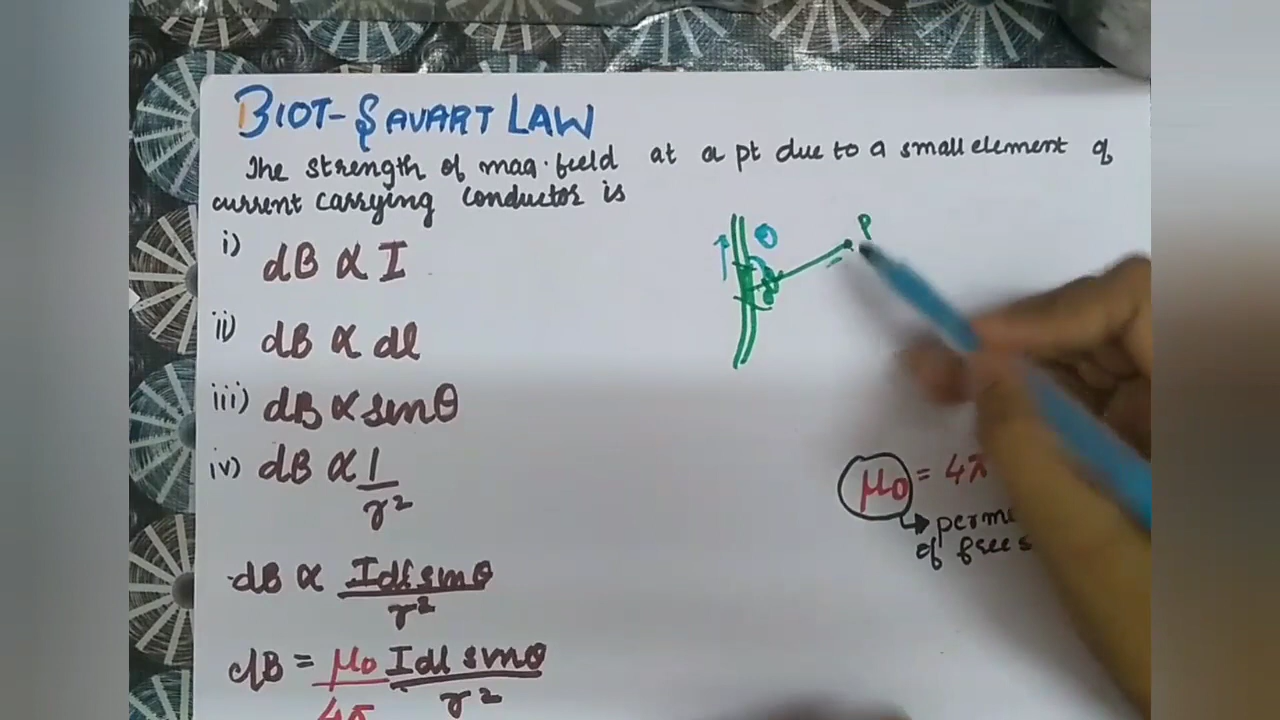 BIOT-SAVART LAW
The strength of mag. field at a pt due to a small element of
current carrying conductor is
i) dB ∝ I
ii) dB ∝ dl
iii) dB ∝ sinθ
iv) dB ∝ 1/r²
dB ∝ Idl sinθ/r²
dB = μ₀/4π Idl sinθ/r²
P
θ
μ₀ = 4π
of free